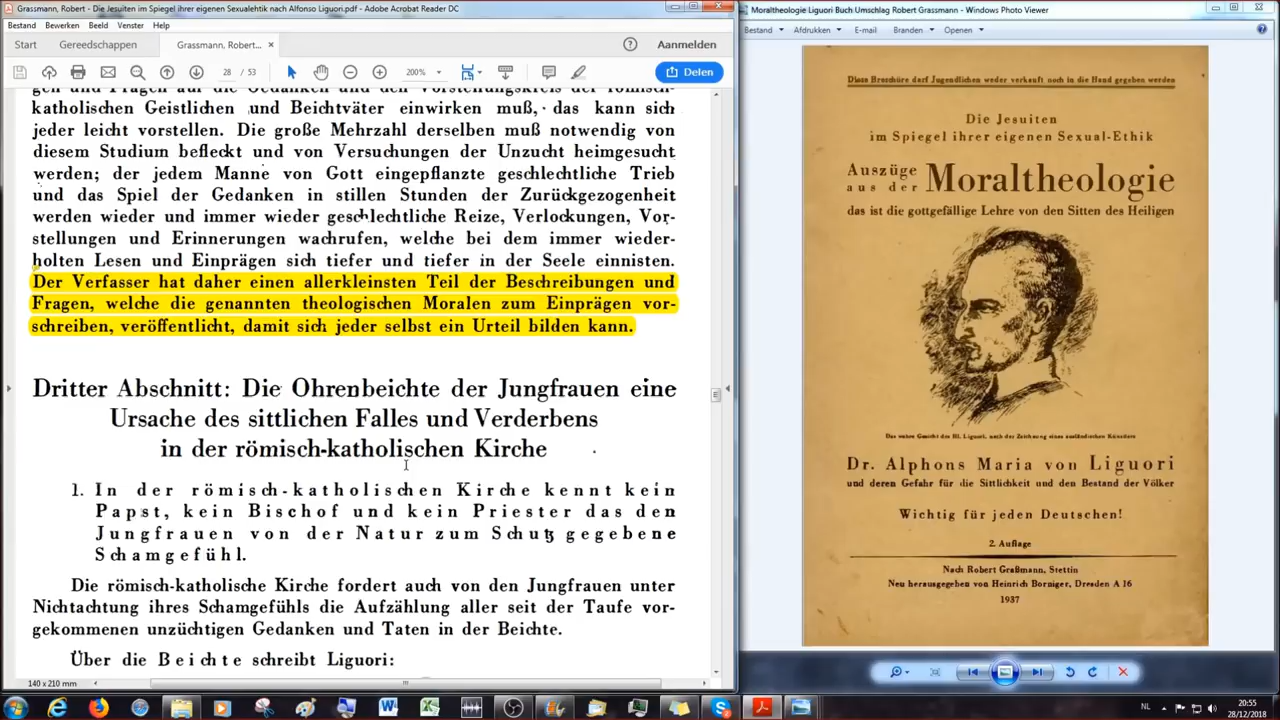 Grassmann, Robert - Die Jesuiten im Spiegel ihrer eigenen Sexualethik nach Alfonso Liguori.pdf - Adobe Acrobat Reader DC
Bestand Bewerken Beeld Venster Help
Start Gereedschappen Grassmann, Robert... × Aanmelden
28 / 53 200% Delen
katholischen Geistlichen und Beichtväter einwirken muß, das kann sich
jeder leicht vorstellen. Die große Mehrzahl derselben muß notwendig von
diesem Studium befleckt und von Versuchungen der Unzucht heimgesucht
werden; der jedem Manne von Gott eingepflanzte geschlechtliche Trieb
und das Spiel der Gedanken in stillen Stunden der Zurückgezogenheit
werden wieder und immer wieder geschlechtliche Reize, Verlockungen, Vor-
stellungen und Erinnerungen wachrufen, welche bei dem immer wieder-
holten Lesen und Einprägen sich tiefer und tiefer in der Seele einnisten.
Der Verfasser hat daher einen allerkleinsten Teil der Beschreibungen und
Fragen, welche die genannten theologischen Moralen zum Einprägen vor-
schreiben, veröffentlicht, damit sich jeder selbst ein Urteil bilden kann.
Dritter Abschnitt: Die Ohrenbeichte der Jungfrauen eine
Ursache des sittlichen Falles und Verderbens
in der römisch-katholischen Kirche
1. In der römisch-katholischen Kirche kennt kein
Papst, kein Bischof und kein Priester das den
Jungfrauen von der Natur zum Schutz gegebene
Schamgefühl.
Die römisch-katholische Kirche fordert auch von den Jungfrauen unter
Nichtachtung ihres Schamgefühls die Aufzählung aller seit der Taufe vor-
gekommenen unzüchtigen Gedanken und Taten in der Beichte.
Über die Beichte schreibt Liguori:
140 x 210 mm
Moraltheologie Liguori Buch Umschlag Robert Grassmann - Windows Photo Viewer
Bestand Afdrukken E-mail Branden Openen
Diese Broschüre darf Jugendlichen weder verkauft noch in die Hand gegeben werden
Die Jesuiten
im Spiegel ihrer eigenen Sexual-Ethik
Auszüge
aus der Moraltheologie
das ist die gottgefällige Lehre von den Sitten des Heiligen
Das wahre Gesicht des Hl. Liguori, nach der Zeichnung eines ausländischen Künstlers
Dr. Alphons Maria von Liguori
und deren Gefahr für die Sittlichkeit und den Bestand der Völker
Wichtig für jeden Deutschen!
2. Auflage
Nach Robert Graßmann, Stettin
Neu herausgegeben von Heinrich Borniger, Dresden A 16
1937
NL 20:55
28/12/2018